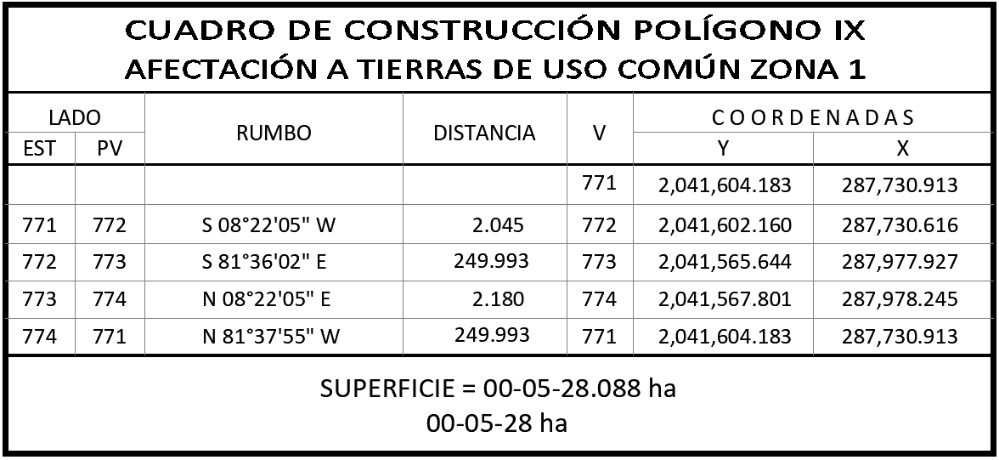 CUADRO DE CONSTRUCCIÓN POLÍGONO IX
AFECTACIÓN A TIERRAS DE USO COMÚN ZONA 1
LADO RUMBO DISTANCIA V COORDENADAS
EST PV Y X
771 2,041,604.183 287,730.913
771 772 S 08°22'05" W 2.045 772 2,041,602.160 287,730.616
772 773 S 81°36'02" E 249.993 773 2,041,565.644 287,977.927
773 774 N 08°22'05" E 2.180 774 2,041,567.801 287,978.245
774 771 N 81°37'55" W 249.993 771 2,041,604.183 287,730.913
SUPERFICIE = 00-05-28.088 ha
00-05-28 ha